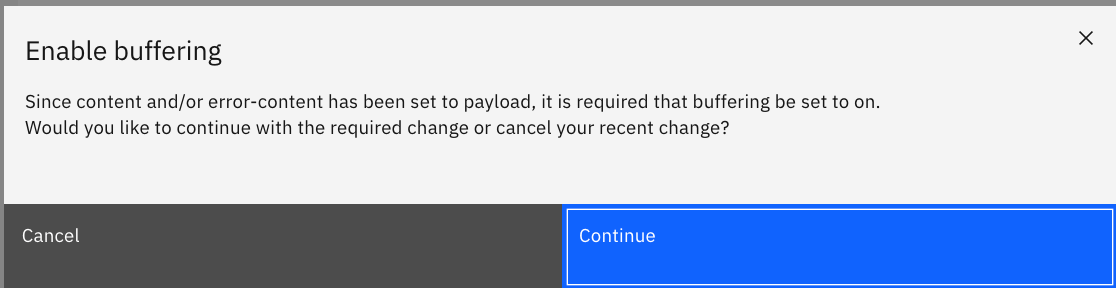 Enable buffering
Since content and/or error-content has been set to payload, it is required that buffering be set to on.
Would you like to continue with the required change or cancel your recent change?
Cancel
Continue